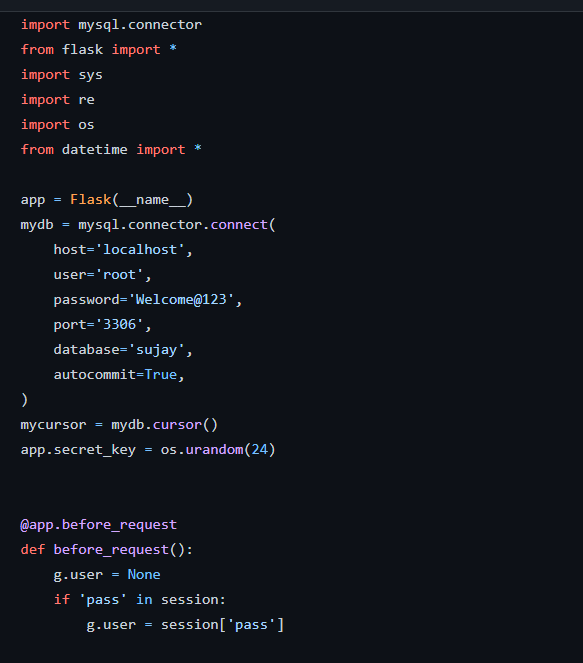 import mysql.connector
from flask import *
import sys
import re
import os
from datetime import *
app = Flask(__name__)
mydb = mysql.connector.connect(
    host='localhost',
    user='root',
    password='Welcome@123',
    port='3306',
    database='sujay',
    autocommit=True,
)
mycursor = mydb.cursor()
app.secret_key = os.urandom(24)
@app.before_request
def before_request():
    g.user = None
    if 'pass' in session:
        g.user = session['pass']